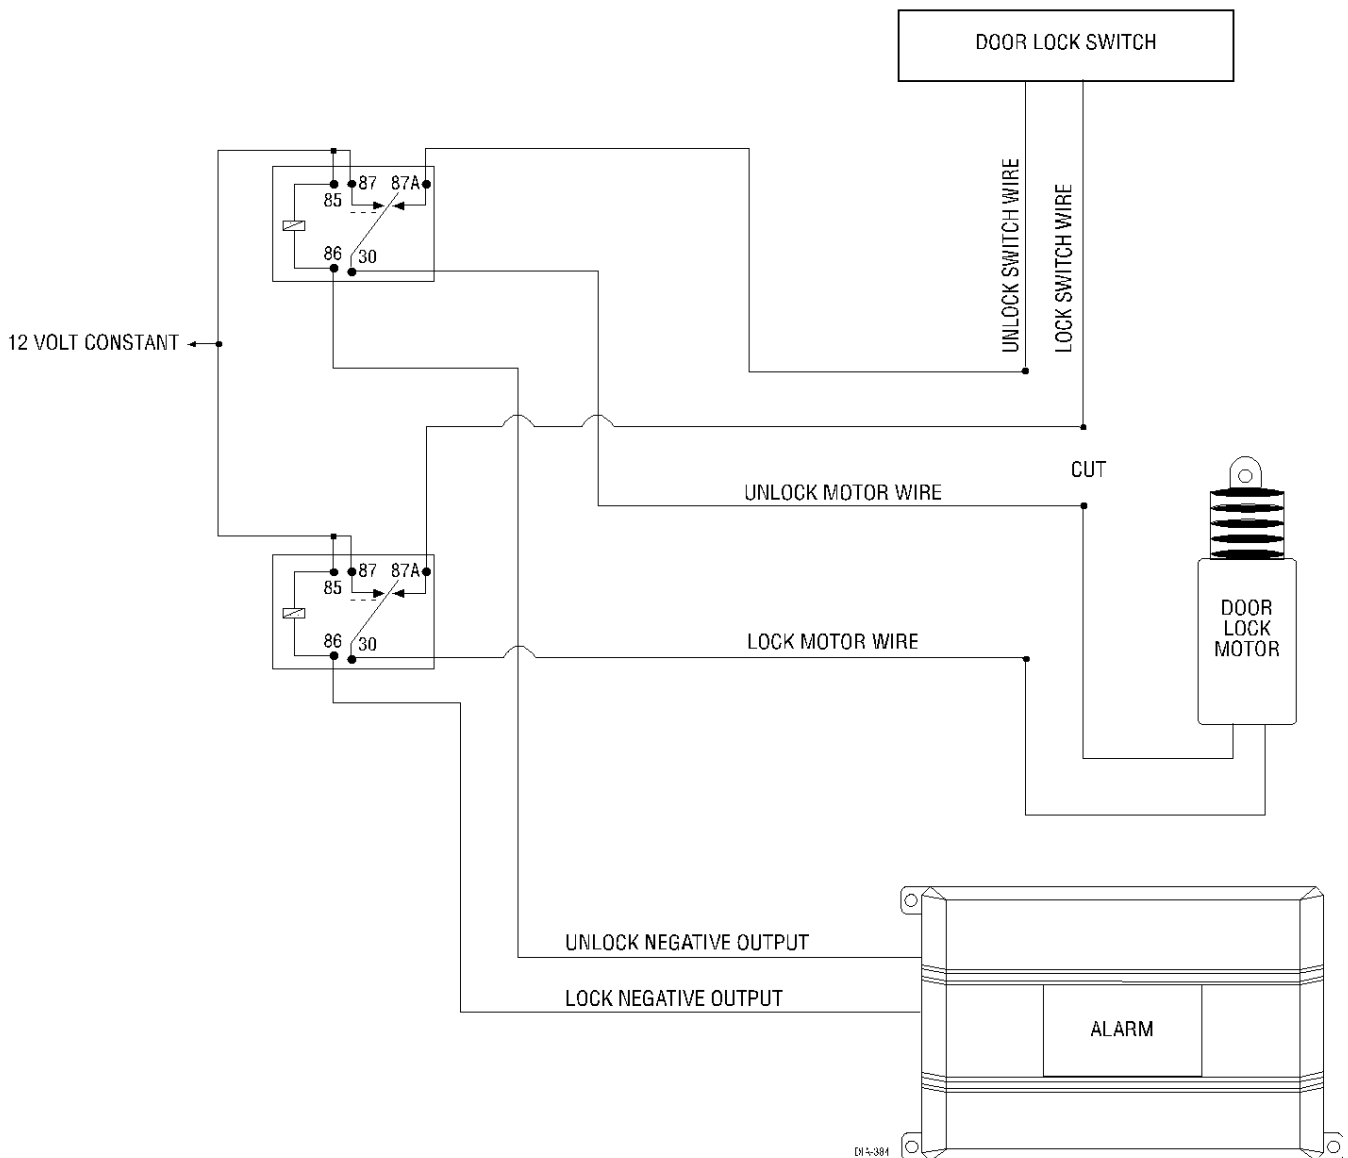 DOOR LOCK SWITCH
UNLOCK SWITCH WIRE
LOCK SWITCH WIRE
87 87A
85
86
30
12 VOLT CONSTANT
CUT
UNLOCK MOTOR WIRE
87 87A
85
86
30
LOCK MOTOR WIRE
DOOR
LOCK
MOTOR
UNLOCK NEGATIVE OUTPUT
LOCK NEGATIVE OUTPUT
ALARM
DIA-384